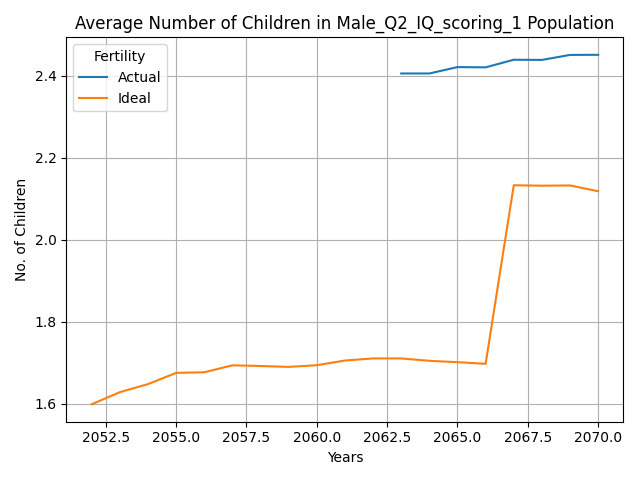 Average Number of Children in Male_Q2_IQ_scoring_1 Population
Fertility
Actual
Ideal
No. of Children
2.4
2.2
2.0
1.8
1.6
2052.5 2055.0 2057.5 2060.0 2062.5 2065.0 2067.5 2070.0
Years